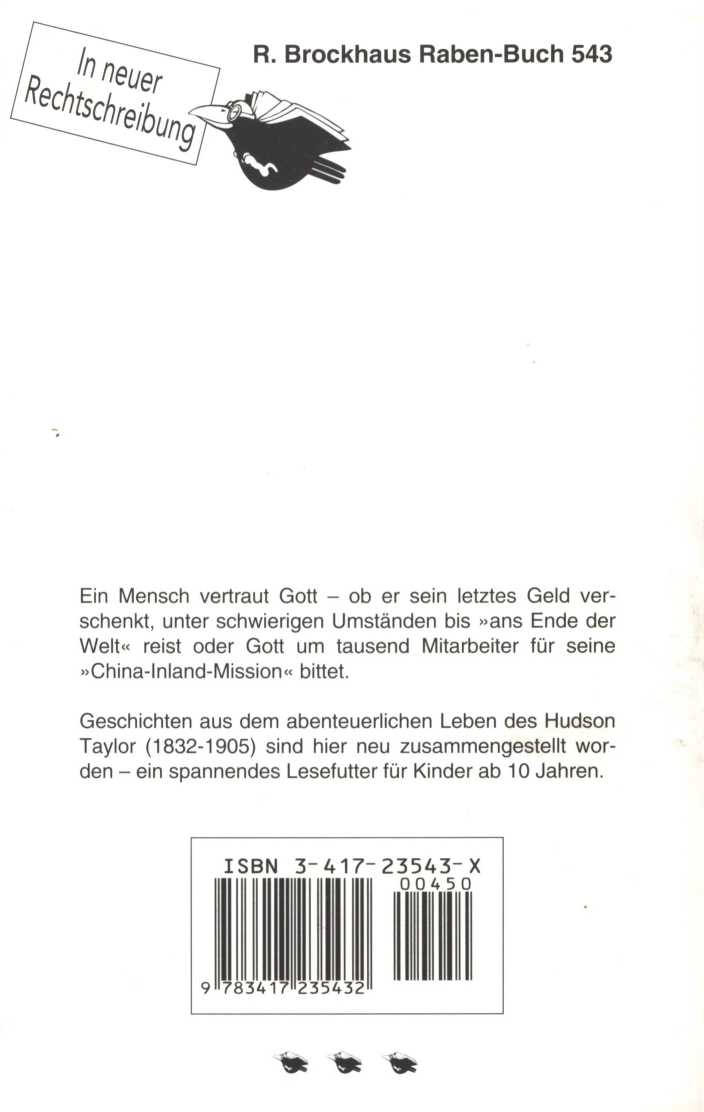 R. Brockhaus Raben-Buch 543
In neuer
Rechtschreibung
Ein Mensch vertraut Gott – ob er sein letztes Geld ver-
schenkt, unter schwierigen Umständen bis »ans Ende der
Welt« reist oder Gott um tausend Mitarbeiter für seine
»China-Inland-Mission« bittet.
Geschichten aus dem abenteuerlichen Leben des Hudson
Taylor (1832-1905) sind hier neu zusammengestellt wor-
den – ein spannendes Lesefutter für Kinder ab 10 Jahren.
ISBN 3-417-23543-X
00450
9 783417 235432